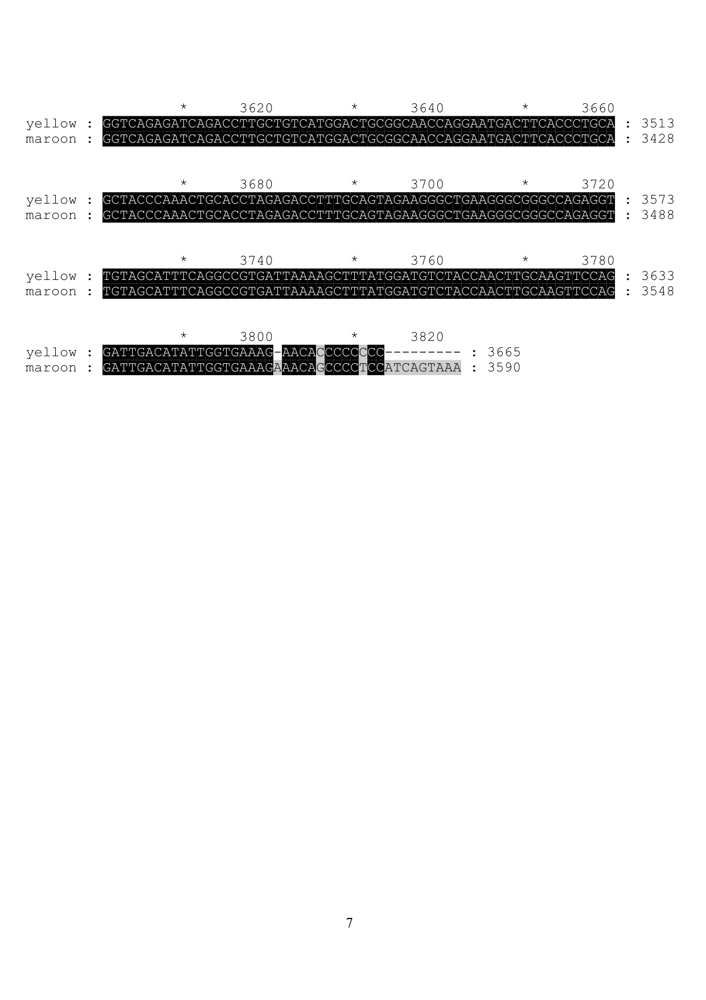 * 3620 * 3640 * 3660
yellow : GGTCAGAGATCAGACCTTGCTGTCATGGACTGCGGCAACCAGGAATGACTTCACCCTGCA : 3513
maroon : GGTCAGAGATCAGACCTTGCTGTCATGGACTGCGGCAACCAGGAATGACTTCACCCTGCA : 3428
* 3680 * 3700 * 3720
yellow : GCTACCCAAACTGCACCTAGAGACCTTTGCAGTAGAAGGGCTGAAGGGCGGGCCAGAGGT : 3573
maroon : GCTACCCAAACTGCACCTAGAGACCTTTGCAGTAGAAGGGCTGAAGGGCGGGCCAGAGGT : 3488
* 3740 * 3760 * 3780
yellow : TGTAGCATTTCAGGCCGTGATTAAAAGCTTTATGGATGTCTACCAACTTGCAAGTTCCAG : 3633
maroon : TGTAGCATTTCAGGCCGTGATTAAAAGCTTTATGGATGTCTACCAACTTGCAAGTTCCAG : 3548
* 3800 * 3820
yellow : GATTGACATATTGGTGAAAG-AACACCCCCCCC--------- : 3665
maroon : GATTGACATATTGGTGAAAGAAACAGCCCCTCCATCAGTAAA : 3590
7